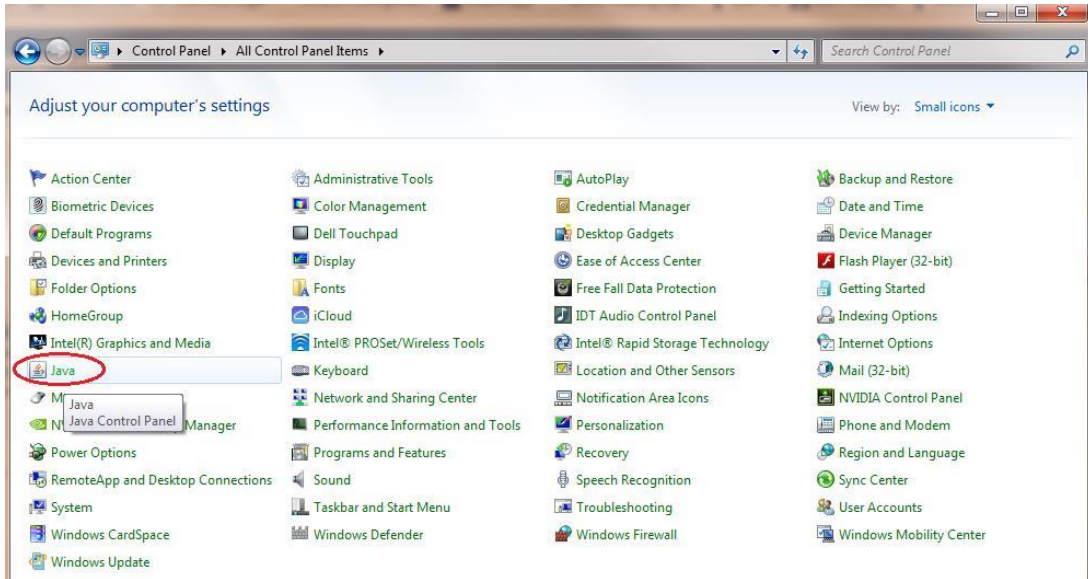 Control Panel ▸ All Control Panel Items ▸
Search Control Panel
Adjust your computer's settings
View by: Small icons
Action Center
Administrative Tools
AutoPlay
Backup and Restore
Biometric Devices
Color Management
Credential Manager
Date and Time
Default Programs
Dell Touchpad
Desktop Gadgets
Device Manager
Devices and Printers
Display
Ease of Access Center
Flash Player (32-bit)
Folder Options
Fonts
Free Fall Data Protection
Getting Started
HomeGroup
iCloud
IDT Audio Control Panel
Indexing Options
Intel(R) Graphics and Media
Intel® PROSet/Wireless Tools
Intel® Rapid Storage Technology
Internet Options
Java
Keyboard
Location and Other Sensors
Mail (32-bit)
Java
Java Control Panel
Network and Sharing Center
Notification Area Icons
NVIDIA Control Panel
Manager
Performance Information and Tools
Personalization
Phone and Modem
Power Options
Programs and Features
Recovery
Region and Language
RemoteApp and Desktop Connections
Sound
Speech Recognition
Sync Center
System
Taskbar and Start Menu
Troubleshooting
User Accounts
Windows CardSpace
Windows Defender
Windows Firewall
Windows Mobility Center
Windows Update